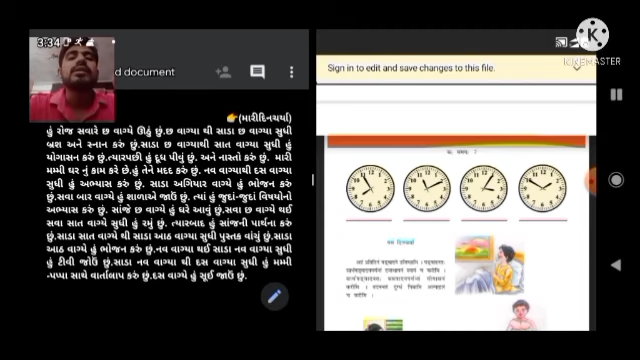 3:34
d document
👉(મારીદિનચર્યા)
હું રોજ સવારે છ વાગ્યે ઊઠું છું.છ વાગ્યા થી સાડા છ વાગ્યા સુધી
બ્રશ અને સ્નાન કરું છું.સાડા છ વાગ્યાથી સાત વાગ્યા સુધી હું
યોગાસન કરું છું.ત્યારપછી હું દૂધ પીવું છું. અને નાસ્તો કરું છું. મારી
મમ્મી ઘર નું કામ કરે છે.હું તેને મદદ કરું છું. નવ વાગ્યાથી દસ વાગ્યા
સુધી હું અભ્યાસ કરું છું. સાડા અગિયાર વાગ્યે હું ભોજન કરું
છું.સવા બાર વાગ્યે હું શાળાએ જાઉં છું. ત્યાં હું જુદાં-જુદાં વિષયોનો
અભ્યાસ કરું છું. સાંજે છ વાગ્યે હું ઘરે આવું છું.સવા છ વાગ્યે થઈ
સવા સાત વાગ્યે સુધી હું રમું છું. ત્યારબાદ હું સાંજની પ્રાર્થના કરું
છું.સાડા સાત વાગ્યે થી સાડા આઠ વાગ્યા સુધી પુસ્તક વાંચું છું.સાડા
આઠ વાગ્યે હું ભોજન કરું છું.નવ વાગ્યા થઈ સાડા નવ વાગ્યા સુધી
હું ટીવી જોઉં છું.સાડા નવ વાગ્યા થી દસ વાગ્યા સુધી હું મમ્મી
-પપ્પા સાથે વાર્તાલાપ કરું છું.દસ વાગ્યે હું સૂઈ જાઉં છું.
Sign in to edit and save changes to this file.
KINEMASTER
मम दिनचर्या